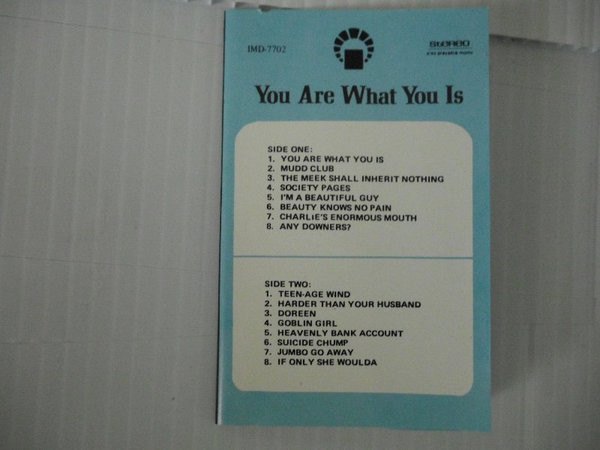 IMD-7702
STEREO
also playable mono
You Are What You Is
SIDE ONE:
1. YOU ARE WHAT YOU IS
2. MUDD CLUB
3. THE MEEK SHALL INHERIT NOTHING
4. SOCIETY PAGES
5. I'M A BEAUTIFUL GUY
6. BEAUTY KNOWS NO PAIN
7. CHARLIE'S ENORMOUS MOUTH
8. ANY DOWNERS?
SIDE TWO:
1. TEEN-AGE WIND
2. HARDER THAN YOUR HUSBAND
3. DOREEN
4. GOBLIN GIRL
5. HEAVENLY BANK ACCOUNT
6. SUICIDE CHUMP
7. JUMBO GO AWAY
8. IF ONLY SHE WOULDA